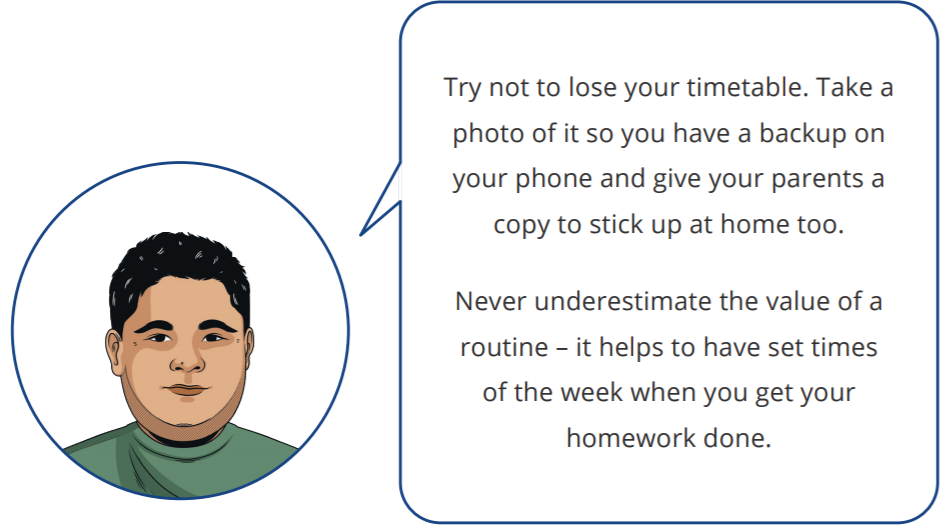 Try not to lose your timetable. Take a
photo of it so you have a backup on
your phone and give your parents a
copy to stick up at home too.
Never underestimate the value of a
routine – it helps to have set times
of the week when you get your
homework done.